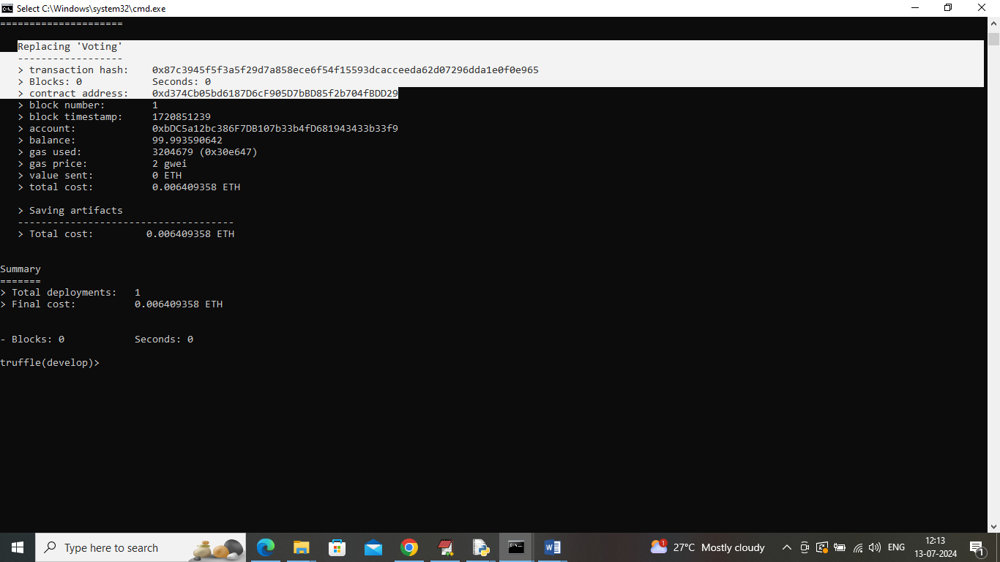 Select C:\Windows\system32\cmd.exe
======================
Replacing 'Voting'
------------------
> transaction hash:    0x87c3945f5f3a5f29d7a858ece6f54f15593dcacceeda62d07296dda1e0f0e965
> Blocks: 0            Seconds: 0
> contract address:    0xd374Cb05bd6187D6cF905D7bBD85f2b704fBDD29
> block number:        1
> block timestamp:     1720851239
> account:             0xbDC5a12bc386F7DB107b33b4fD681943433b33f9
> balance:             99.993590642
> gas used:            3204679 (0x30e647)
> gas price:           2 gwei
> value sent:          0 ETH
> total cost:          0.006409358 ETH
> Saving artifacts
-------------------------------------
> Total cost:         0.006409358 ETH
Summary
=======
> Total deployments:   1
> Final cost:          0.006409358 ETH
- Blocks: 0            Seconds: 0
truffle(develop)>
Type here to search
1
27°C Mostly cloudy
ENG
12:13
13-07-2024
1